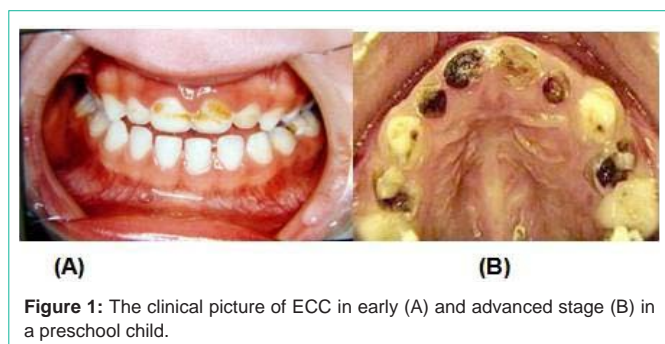 (A) (B)
Figure 1: The clinical picture of ECC in early (A) and advanced stage (B) in
a preschool child.